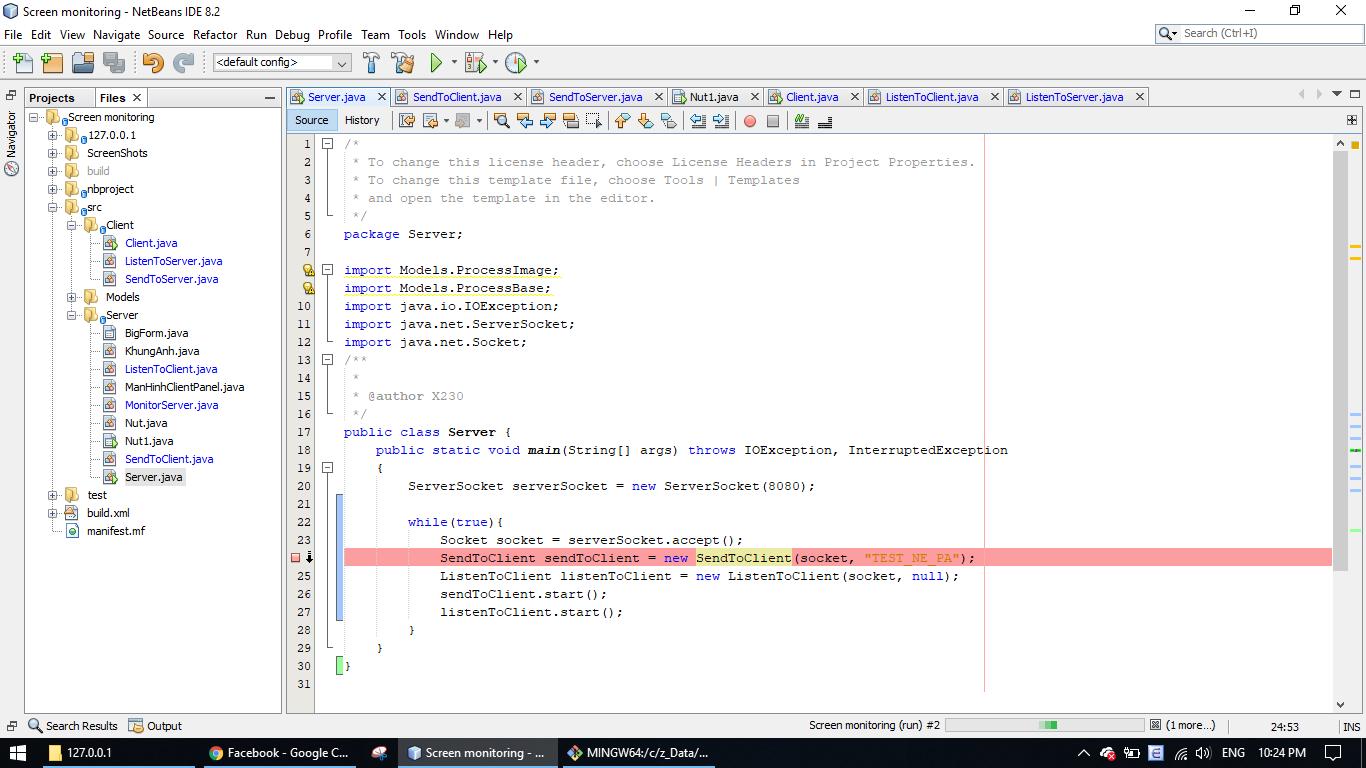 Screen monitoring - NetBeans IDE 8.2
File Edit View Navigate Source Refactor Run Debug Profile Team Tools Window Help
Search (Ctrl+I)
<default config>
Navigator
Projects Files
Screen monitoring
127.0.0.1
ScreenShots
build
nbproject
src
Client
Client.java
ListenToServer.java
SendToServer.java
Models
Server
BigForm.java
KhungAnh.java
ListenToClient.java
ManHinhClientPanel.java
MonitorServer.java
Nut.java
Nut1.java
SendToClient.java
Server.java
test
build.xml
manifest.mf
Server.java SendToClient.java SendToServer.java Nut1.java Client.java ListenToClient.java ListenToServer.java
Source History
1 /*
2 * To change this license header, choose License Headers in Project Properties.
3 * To change this template file, choose Tools | Templates
4 * and open the template in the editor.
5 */
6 package Server;
7
import Models.ProcessImage;
import Models.ProcessBase;
10 import java.io.IOException;
11 import java.net.ServerSocket;
12 import java.net.Socket;
13 /**
14 *
15 * @author X230
16 */
17 public class Server {
18 public static void main(String[] args) throws IOException, InterruptedException
19 {
20 ServerSocket serverSocket = new ServerSocket(8080);
21
22 while(true){
23 Socket socket = serverSocket.accept();
SendToClient sendToClient = new SendToClient(socket, "TEST_NE_PA");
25 ListenToClient listenToClient = new ListenToClient(socket, null);
26 sendToClient.start();
27 listenToClient.start();
28 }
29 }
30 }
31
Search Results Output
Screen monitoring (run) #2 (1 more...) 24:53 INS
127.0.0.1 Facebook - Google C... Screen monitoring - ... MINGW64:/c/z_Data/... ENG 10:24 PM